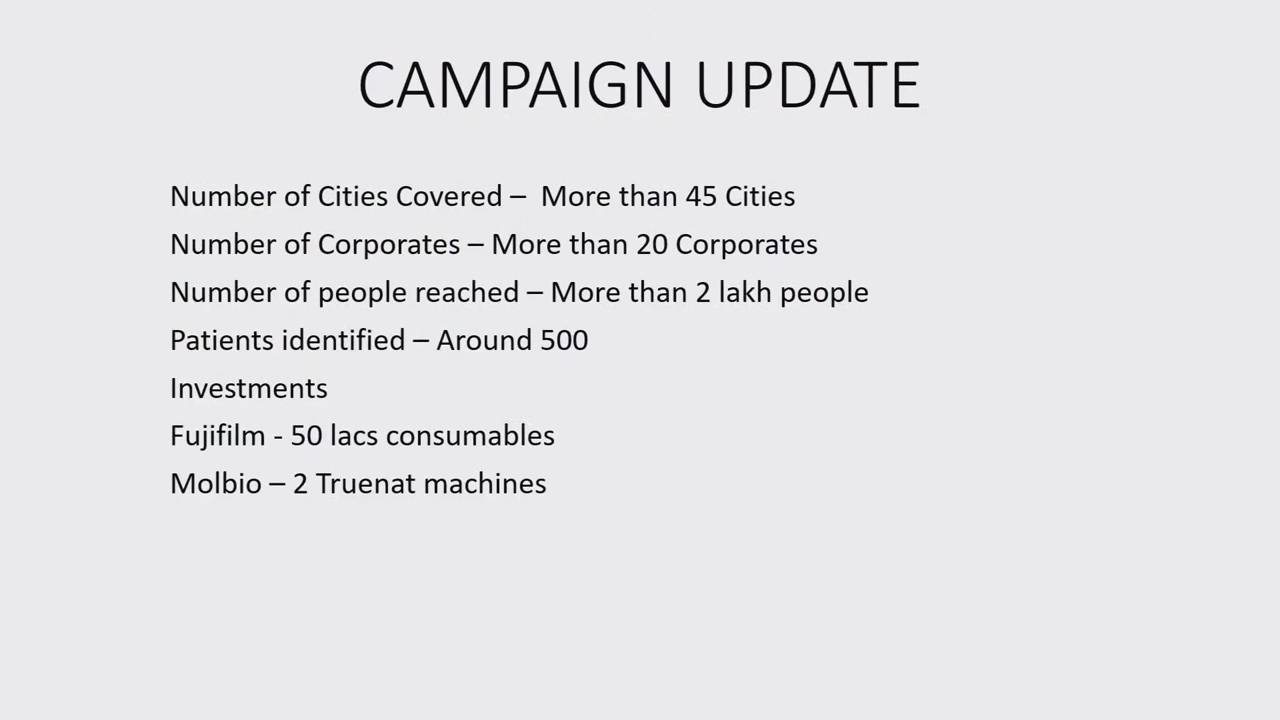 CAMPAIGN UPDATE
Number of Cities Covered –  More than 45 Cities
Number of Corporates – More than 20 Corporates
Number of people reached – More than 2 lakh people
Patients identified – Around 500
Investments
Fujifilm - 50 lacs consumables
Molbio – 2 Truenat machines